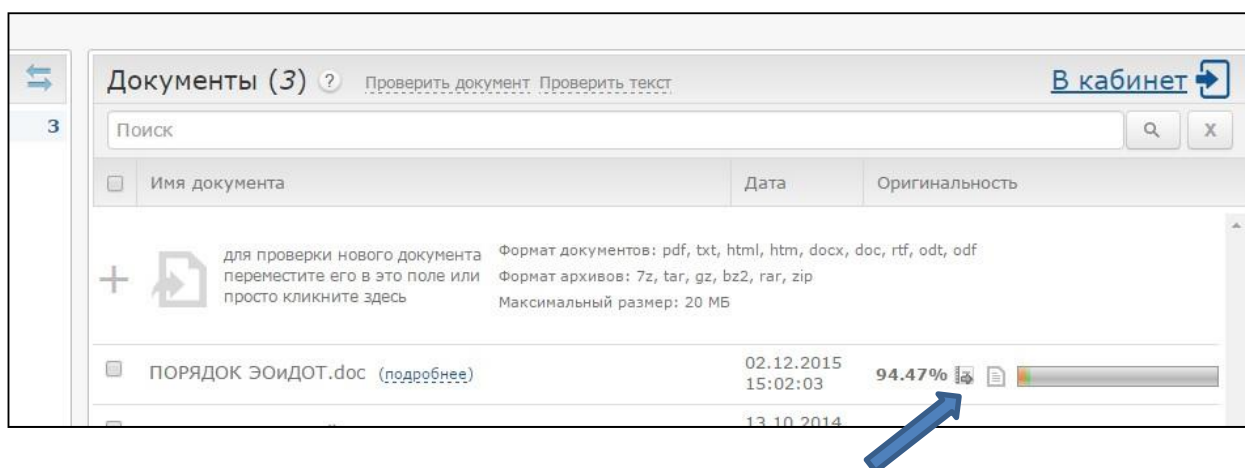 Документы (3) ? Проверить документ Проверить текст В кабинет
3
Поиск X
Имя документа Дата Оригинальность
для проверки нового документа
переместите его в это поле или
просто кликните здесь
Формат документов: pdf, txt, html, htm, docx, doc, rtf, odt, odf
Формат архивов: 7z, tar, gz, bz2, rar, zip
Максимальный размер: 20 МБ
ПОРЯДОК ЭОиДОТ.doc (подробнее)
02.12.2015
15:02:03
94.47%
13.10.2014